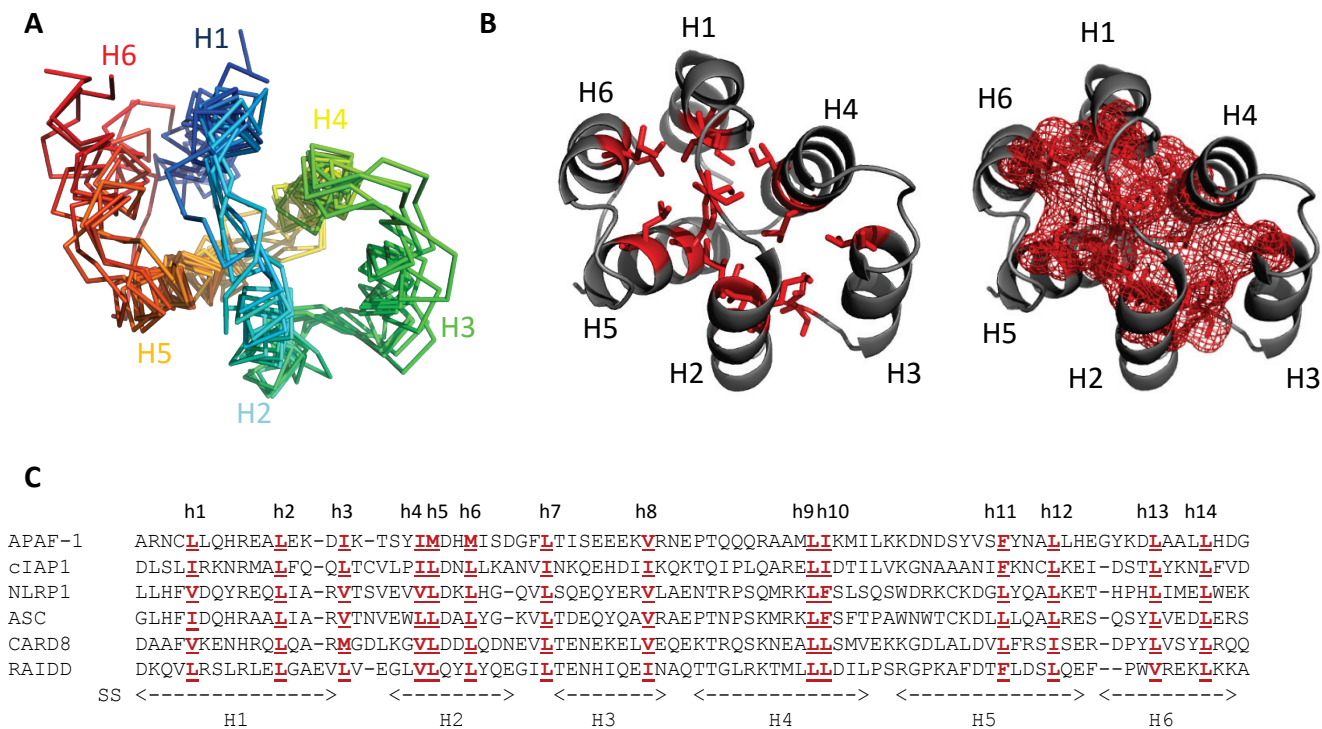 A
H6
H1
H4
H3
H5
H2
B
H1
H6
H4
H5
H2
H3
H1
H6
H4
H5
H2
H3
C
h1 h2 h3 h4 h5 h6 h7 h8 h9 h10 h11 h12 h13 h14
APAF-1 ARNCLLQHREALEK-DIK-TSYIMDHMISDGFLTISEEEKVRNEPTQQQRAAMLIKMILKKDNDSYVSFYNALLHEGYKDLAALLHDG
cIAP1 DLSLIRKNRMALFQ-QLTCVLPILDNLLKANVINKQEHDIIKQKTQIPLQARELIDTILVKGNAAANIFKNCLKEI-DSTLYKNLFVD
NLRP1 LLHFVDQYREQLIA-RVTSVEVVLDKLHG-QVLSQEQYERVLAENTRPSQMRKLFSLSQSWDRKCKDGLYQALKET-HPHLIMELWEK
ASC GLHFIDQHRAALIA-RVTNVEWLLDALYG-KVLTDEQYQAVRAEPTNPSKMRKLFSFTPAWNWTCKDLLLQALRES-QSYLVEDLERS
CARD8 DAAFVKENHRQLQA-RMGDLKGVLDDLQDNEVLTENEKELVEQEKTRQSKNEALLSMVEKKGDLALDVLFRSISER-DPYLVSYLRQQ
RAIDD DKQVLRSLRLELGAEVLV-EGLVLQYLYQEGILTENHIQEINAQTTGLRKTMLLLDILPSRGPKAFDTFLDSLQEF--PWVREKLKKA
SS <--------------> <--------> <-------> <------------> <-------------> <---------->
H1 H2 H3 H4 H5 H6